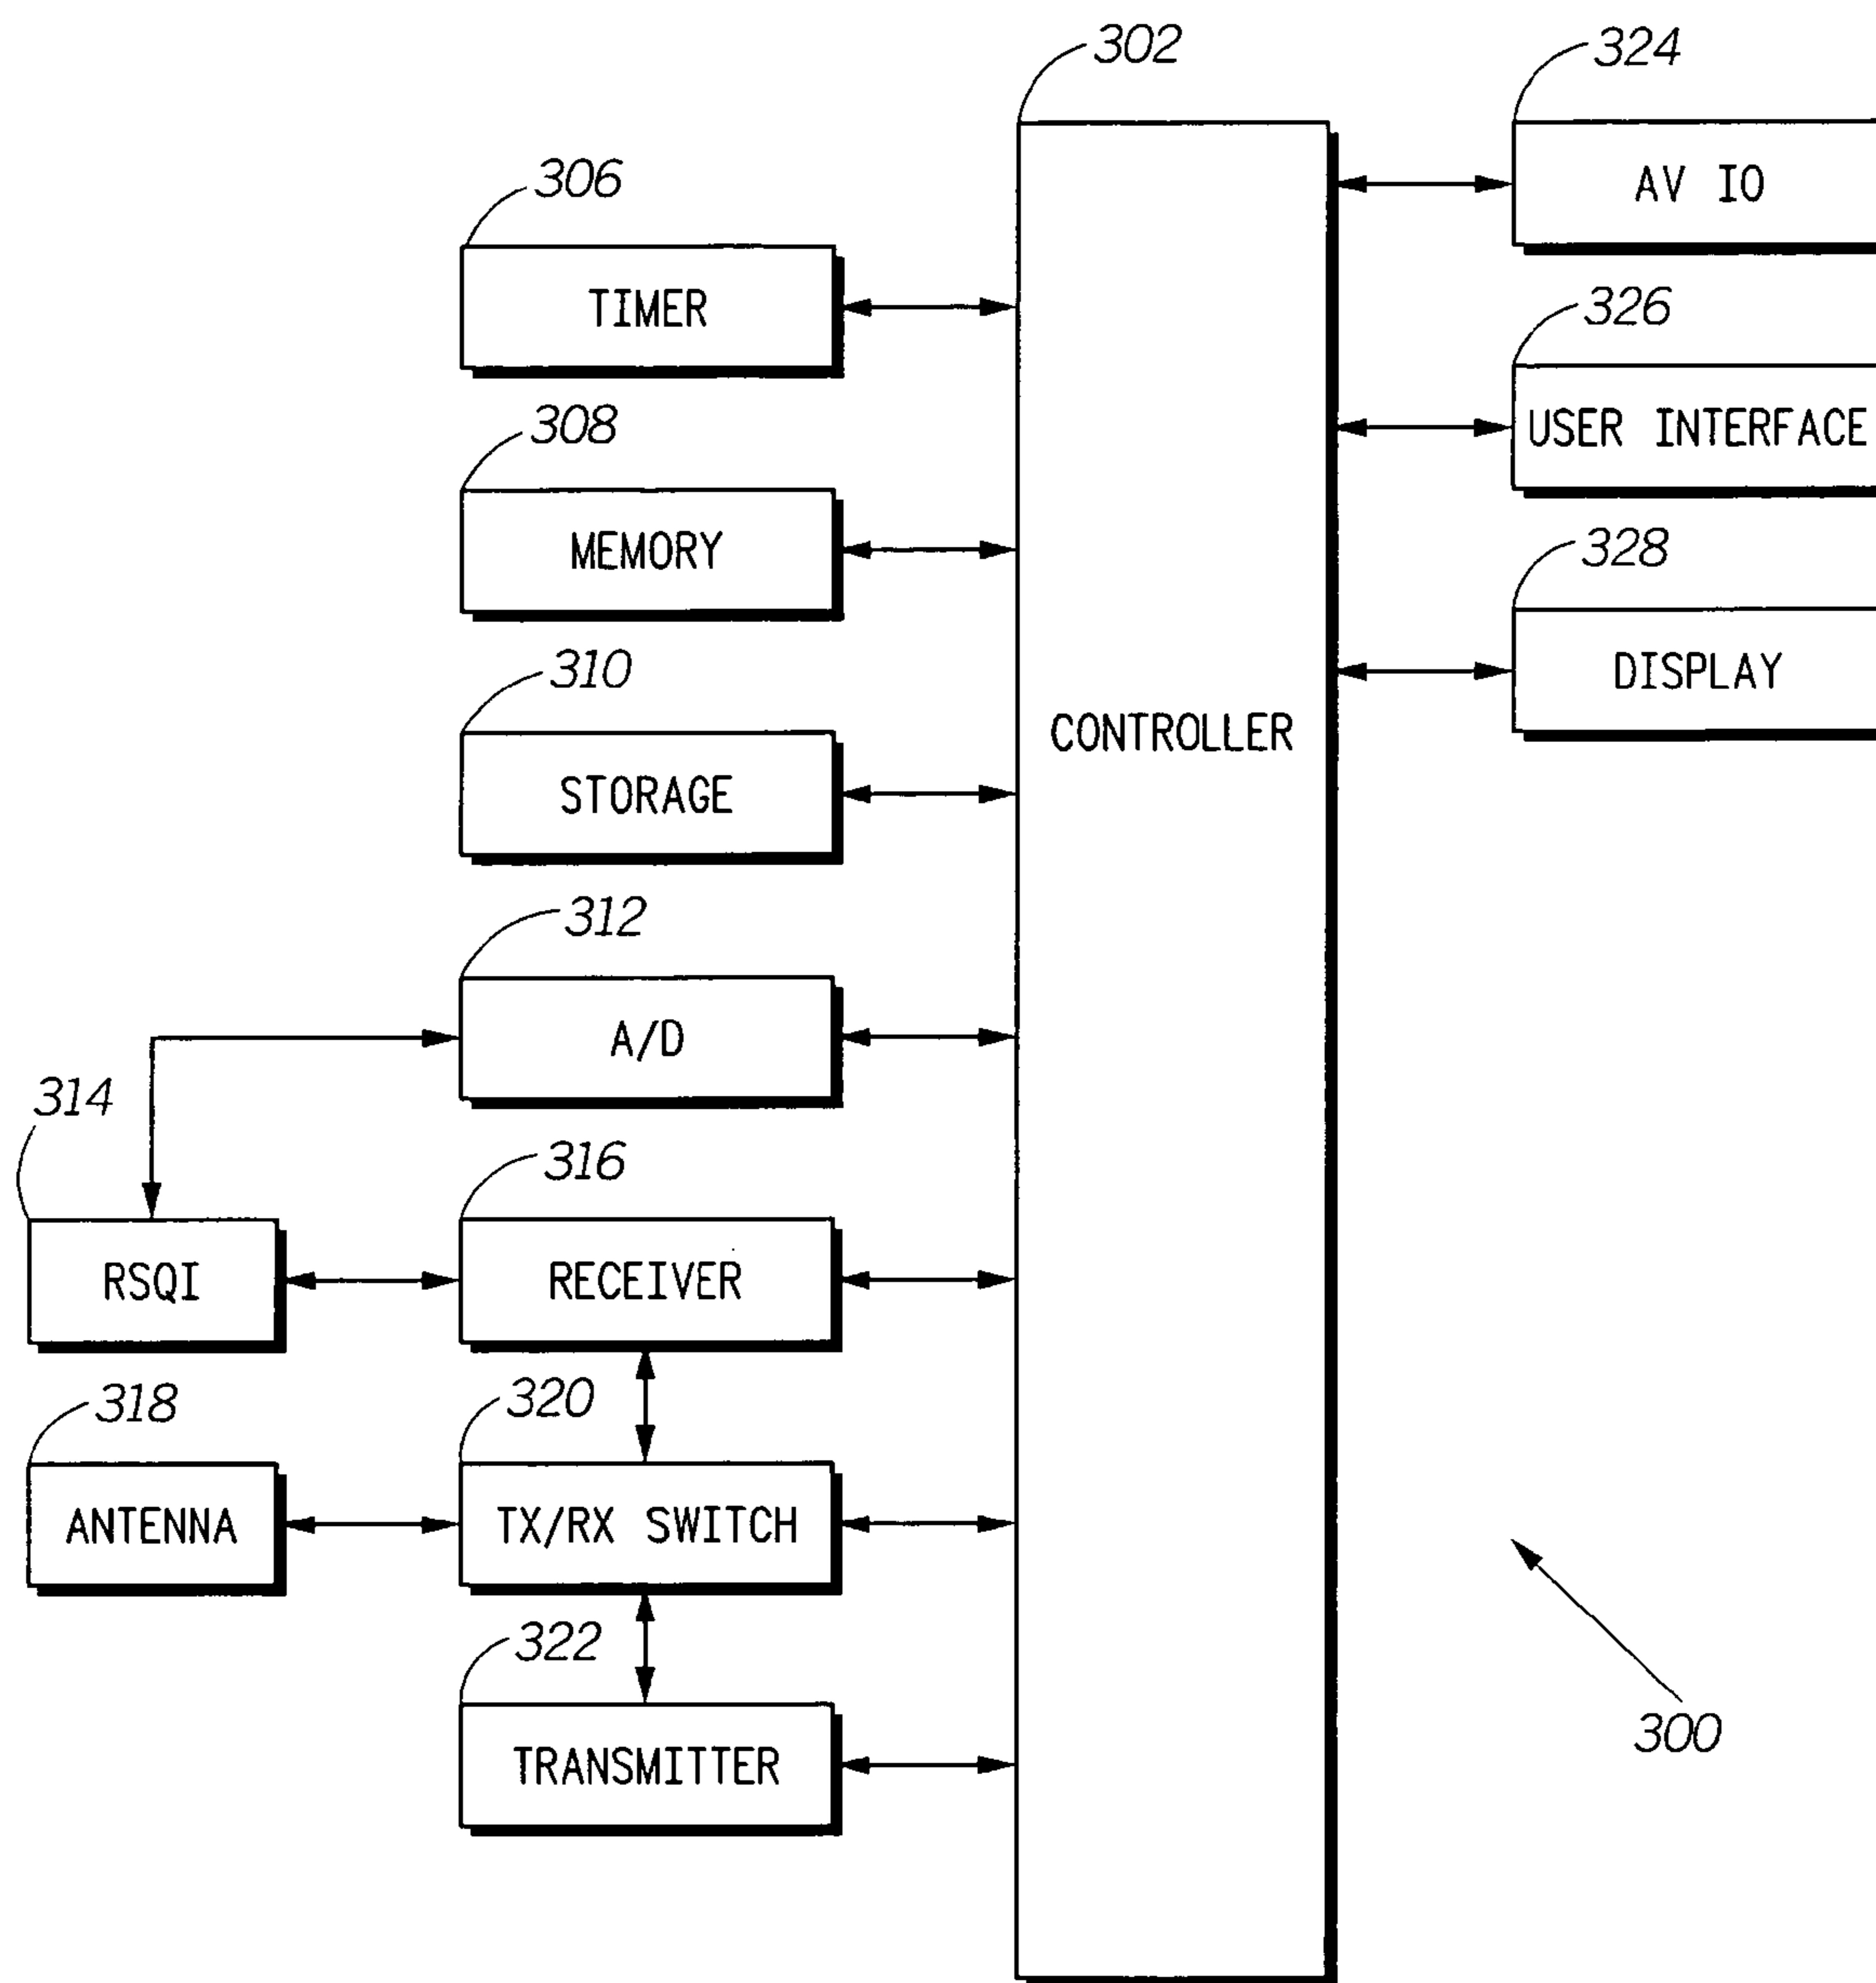 302
324
306
AV IO
TIMER
326
308
USER INTERFACE
MEMORY
328
310
DISPLAY
CONTROLLER
STORAGE
312
A/D
314
316
RSQI
RECEIVER
318
320
ANTENNA
TX/RX SWITCH
322
300
TRANSMITTER